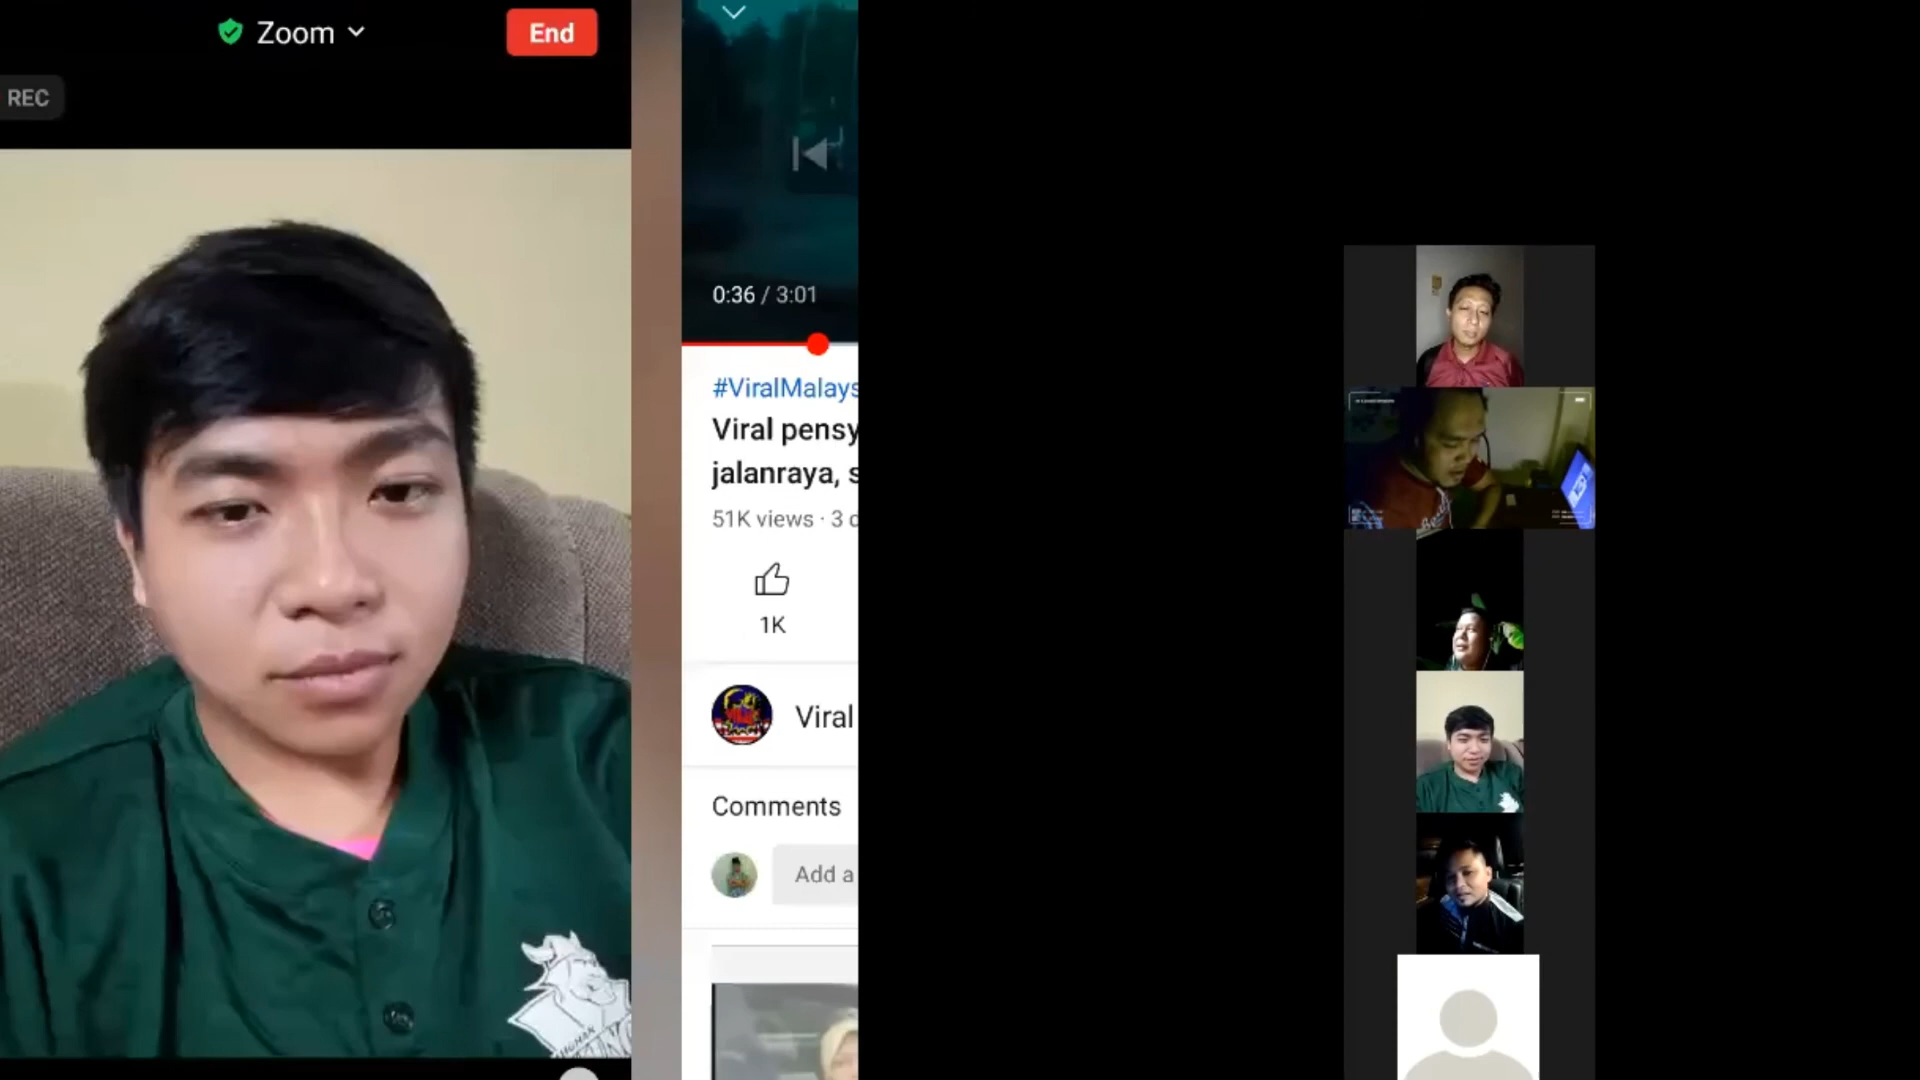 Zoom
End
REC
0:36 / 3:01
#ViralMalays
Viral pensy
jalanraya, s
51K views · 3 d
1K
Viral
Comments
Add a